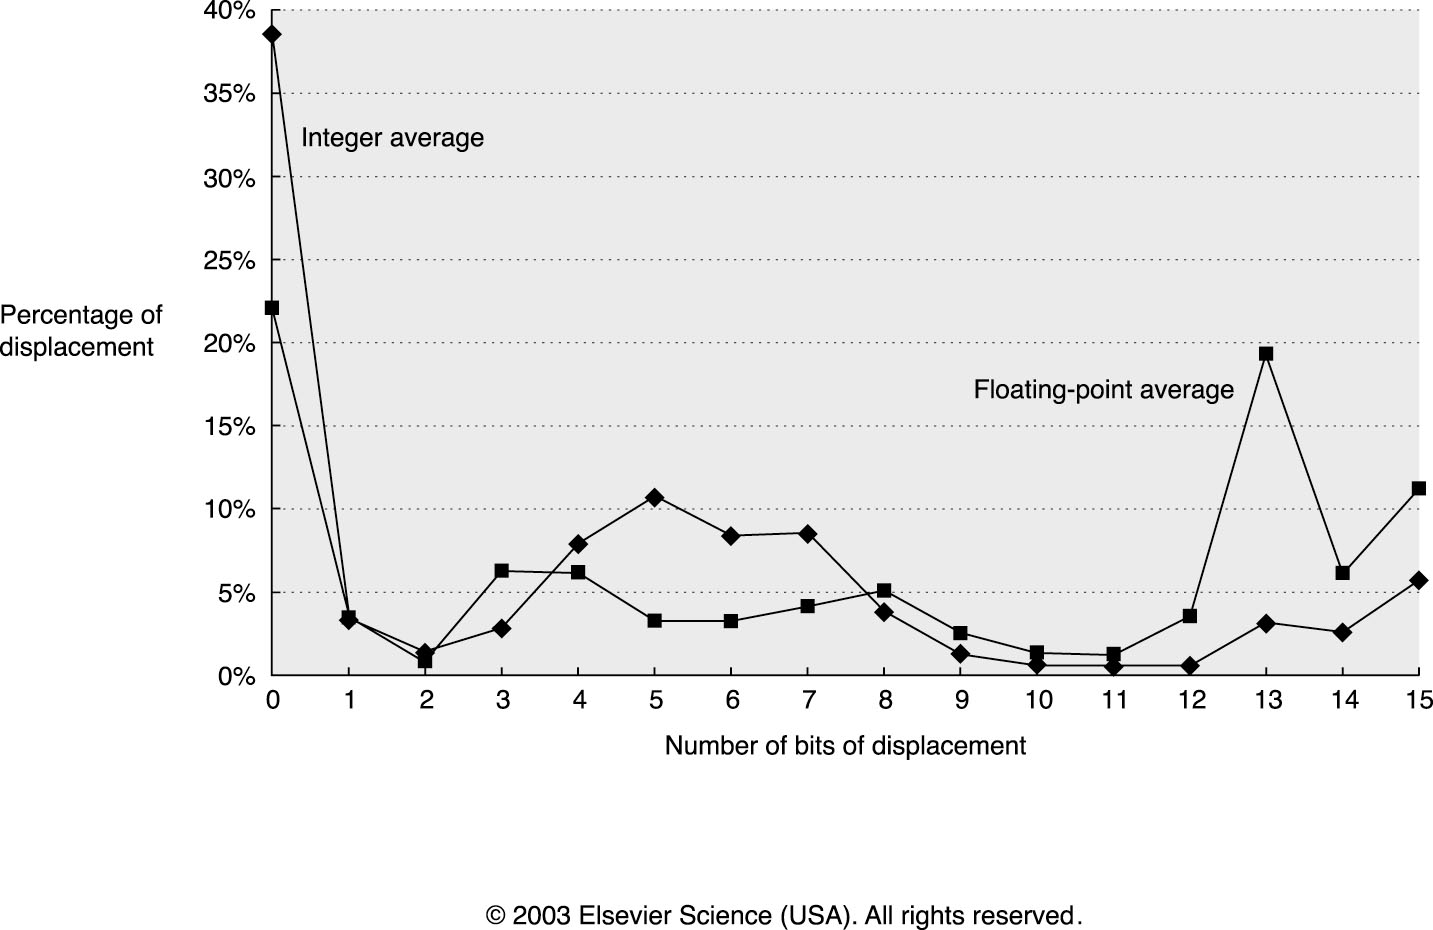 40%
35%
Integer average
30%
25%
Percentage of
displacement
20%
Floating-point average
15%
10%
5%
0%
0 1 2 3 4 5 6 7 8 9 10 11 12 13 14 15
Number of bits of displacement
© 2003 Elsevier Science (USA). All rights reserved.